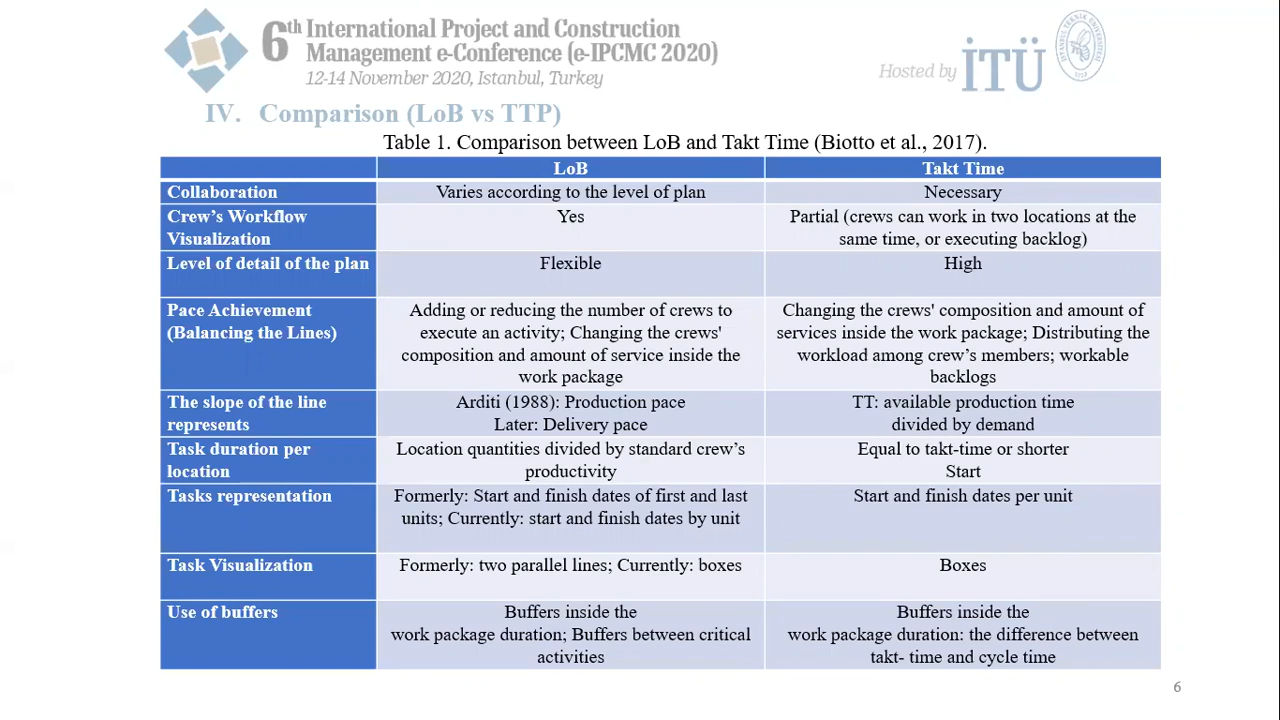 6th International Project and Construction
Management e-Conference (e-IPCMC 2020)
12-14 November 2020, Istanbul, Turkey
Hosted by İTÜ
IV. Comparison (LoB vs TTP)
Table 1. Comparison between LoB and Takt Time (Biotto et al., 2017).
LoB
Takt Time
Collaboration
Varies according to the level of plan
Necessary
Crew's Workflow
Visualization
Yes
Partial (crews can work in two locations at the
same time, or executing backlog)
Level of detail of the plan
Flexible
High
Pace Achievement
(Balancing the Lines)
Adding or reducing the number of crews to
execute an activity; Changing the crews'
composition and amount of service inside the
work package
Changing the crews' composition and amount of
services inside the work package; Distributing the
workload among crew's members; workable
backlogs
The slope of the line
represents
Arditi (1988): Production pace
Later: Delivery pace
TT: available production time
divided by demand
Task duration per
location
Location quantities divided by standard crew's
productivity
Equal to takt-time or shorter
Start
Tasks representation
Formerly: Start and finish dates of first and last
units; Currently: start and finish dates by unit
Start and finish dates per unit
Task Visualization
Formerly: two parallel lines; Currently: boxes
Boxes
Use of buffers
Buffers inside the
work package duration; Buffers between critical
activities
Buffers inside the
work package duration: the difference between
takt- time and cycle time
6